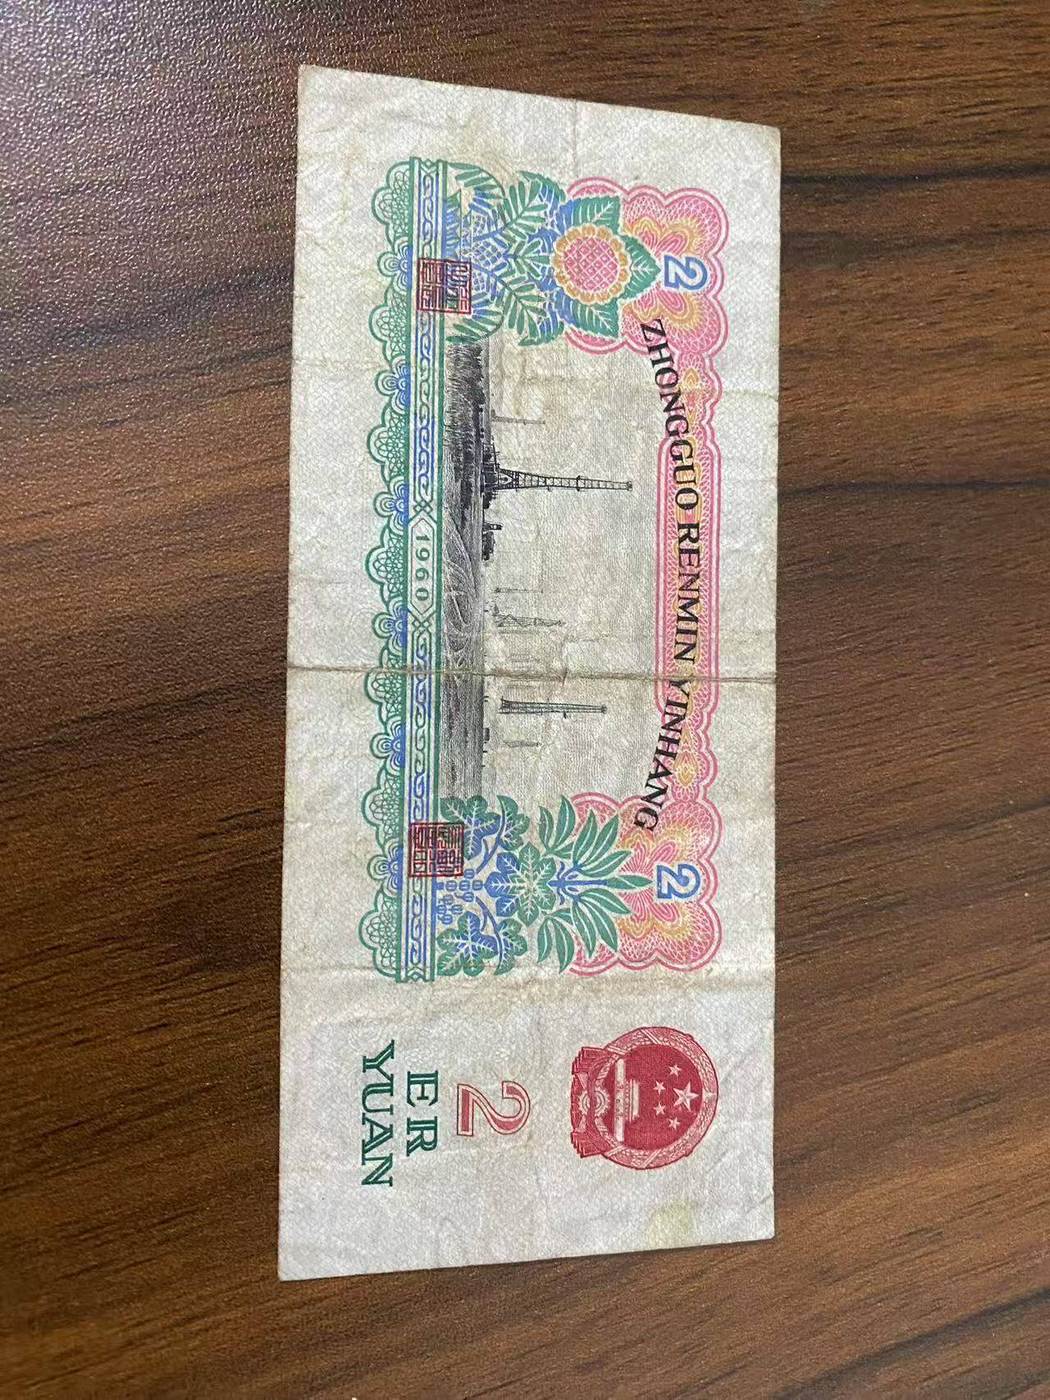 2
2
ZHONGGUO RENMIN YINHANG
1960
2
ER
YUAN